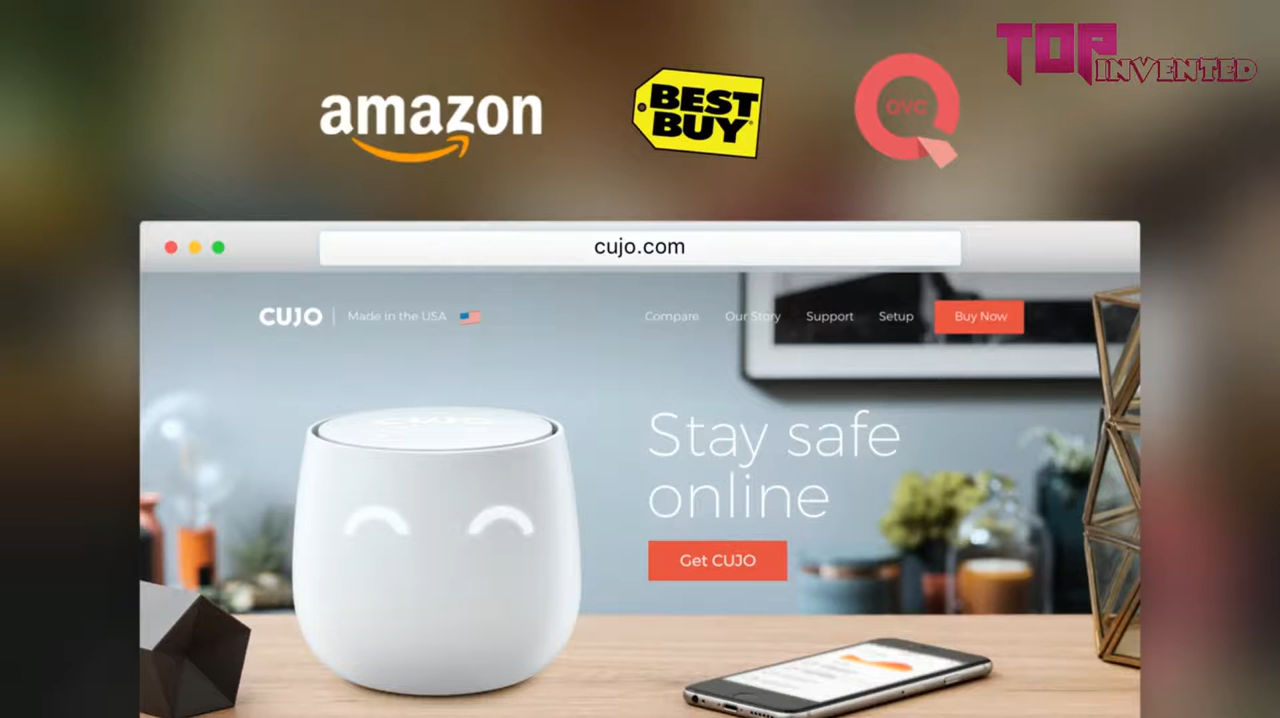 TOP
INVENTED
amazon
BEST
BUY
QVC
cujo.com
CUJO
Made in the USA
Compare
Our Story
Support
Setup
Buy Now
CUJO
Stay safe
online
Get CUJO